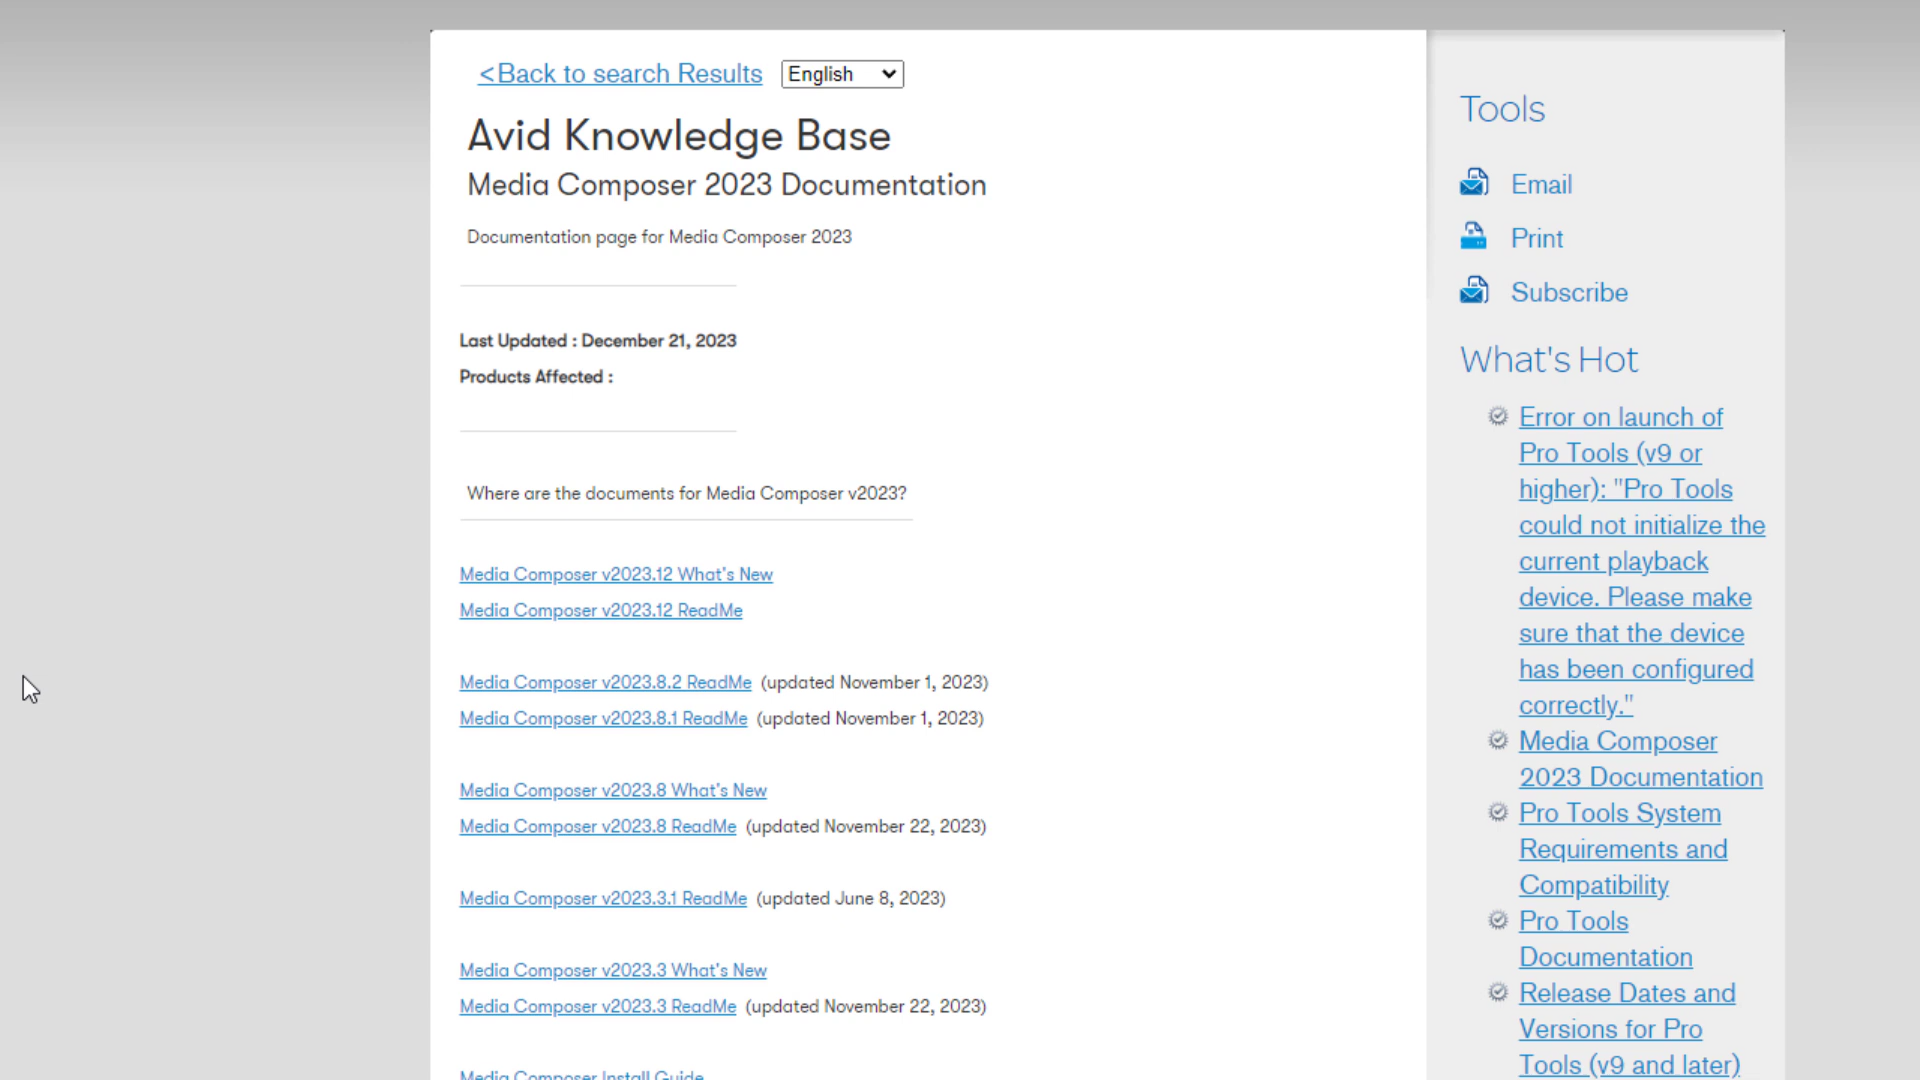 <Back to search Results English
Avid Knowledge Base
Media Composer 2023 Documentation
Documentation page for Media Composer 2023
Last Updated : December 21, 2023
Products Affected :
Where are the documents for Media Composer v2023?
Media Composer v2023.12 What's New
Media Composer v2023.12 ReadMe
Media Composer v2023.8.2 ReadMe (updated November 1, 2023)
Media Composer v2023.8.1 ReadMe (updated November 1, 2023)
Media Composer v2023.8 What's New
Media Composer v2023.8 ReadMe (updated November 22, 2023)
Media Composer v2023.3.1 ReadMe (updated June 8, 2023)
Media Composer v2023.3 What's New
Media Composer v2023.3 ReadMe (updated November 22, 2023)
Media Composer Install Guide
Tools
Email
Print
Subscribe
What's Hot
Error on launch of
Pro Tools (v9 or
higher): "Pro Tools
could not initialize the
current playback
device. Please make
sure that the device
has been configured
correctly."
Media Composer
2023 Documentation
Pro Tools System
Requirements and
Compatibility
Pro Tools
Documentation
Release Dates and
Versions for Pro
Tools (v9 and later)